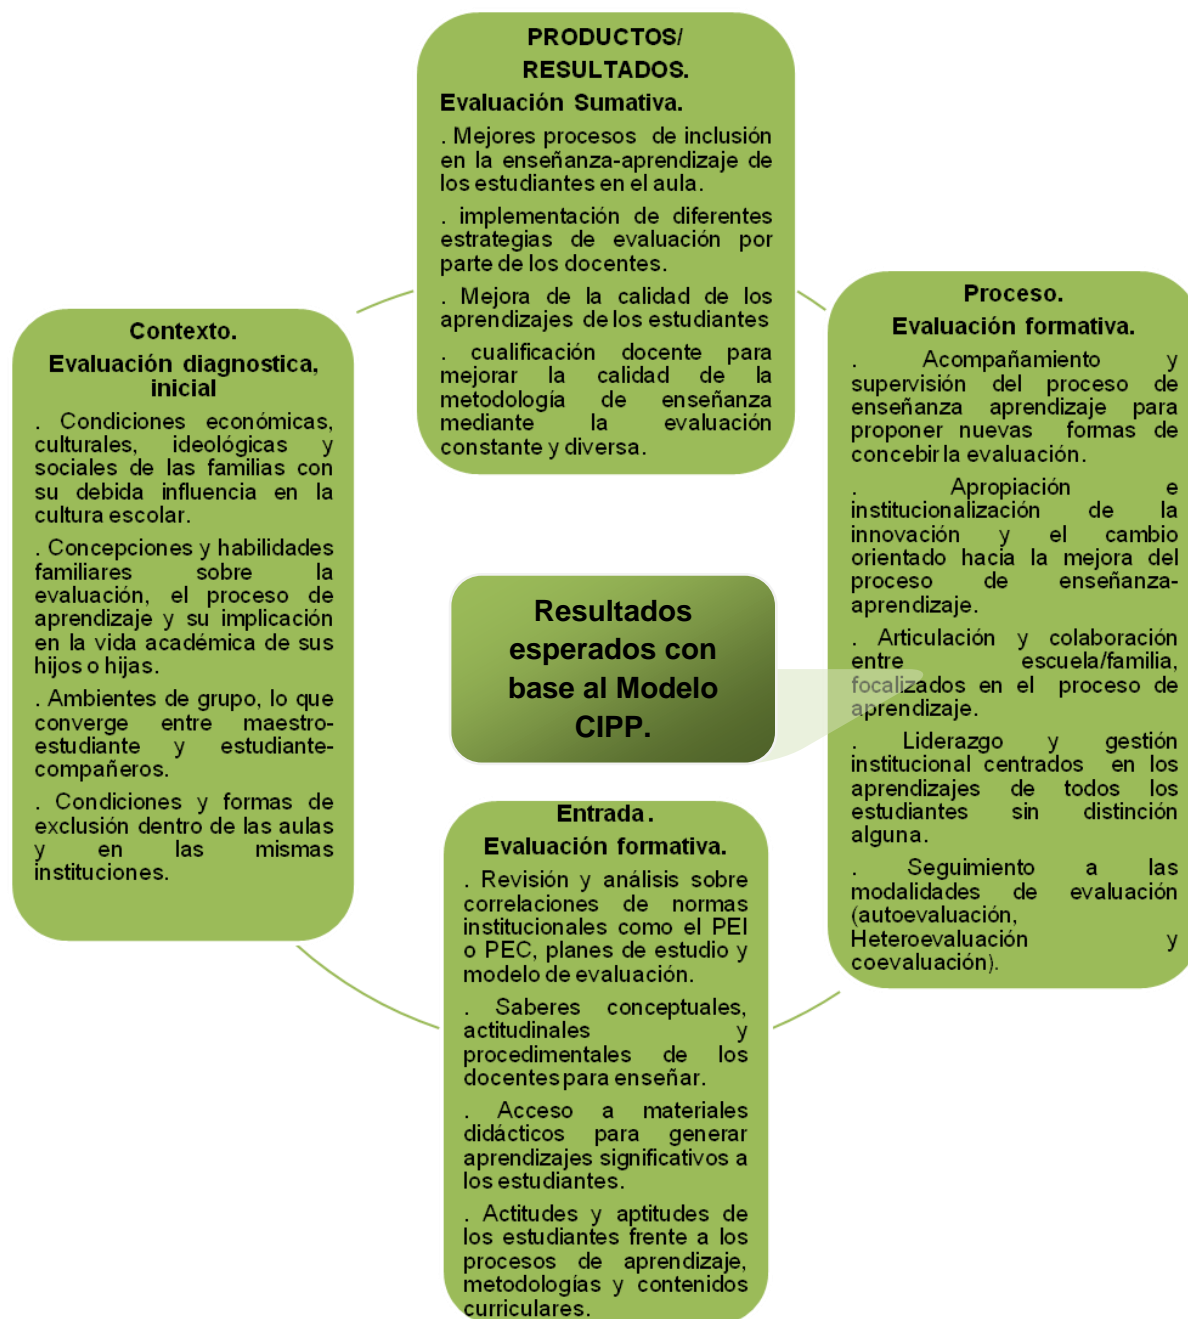 PRODUCTOS/
RESULTADOS.
Evaluación Sumativa.
. Mejores procesos de inclusión
en la enseñanza-aprendizaje de
los estudiantes en el aula.
. implementación de diferentes
estrategias de evaluación por
parte de los docentes.
. Mejora de la calidad de los
aprendizajes de los estudiantes
. cualificación docente para
mejorar la calidad de la
metodología de enseñanza
mediante la evaluación
constante y diversa.
Contexto.
Evaluación diagnostica,
inicial
. Condiciones económicas,
culturales, ideológicas y
sociales de las familias con
su debida influencia en la
cultura escolar.
. Concepciones y habilidades
familiares sobre la
evaluación, el proceso de
aprendizaje y su implicación
en la vida académica de sus
hijos o hijas.
. Ambientes de grupo, lo que
converge entre maestro-
estudiante y estudiante-
compañeros.
. Condiciones y formas de
exclusión dentro de las aulas
y en las mismas
instituciones.
Resultados
esperados con
base al Modelo
CIPP.
Proceso.
Evaluación formativa.
. Acompañamiento y
supervisión del proceso de
enseñanza aprendizaje para
proponer nuevas formas de
concebir la evaluación.
. Apropiación e
institucionalización de la
innovación y el cambio
orientado hacia la mejora del
proceso de enseñanza-
aprendizaje.
. Articulación y colaboración
entre escuela/familia,
focalizados en el proceso de
aprendizaje.
. Liderazgo y gestión
institucional centrados en los
aprendizajes de todos los
estudiantes sin distinción
alguna.
. Seguimiento a las
modalidades de evaluación
(autoevaluación,
Heteroevaluación y
coevaluación).
Entrada.
Evaluación formativa.
. Revisión y análisis sobre
correlaciones de normas
institucionales como el PEI
o PEC, planes de estudio y
modelo de evaluación.
. Saberes conceptuales,
actitudinales y
procedimentales de los
docentes para enseñar.
. Acceso a materiales
didácticos para generar
aprendizajes significativos a
los estudiantes.
. Actitudes y aptitudes de
los estudiantes frente a los
procesos de aprendizaje,
metodologías y contenidos
curriculares.